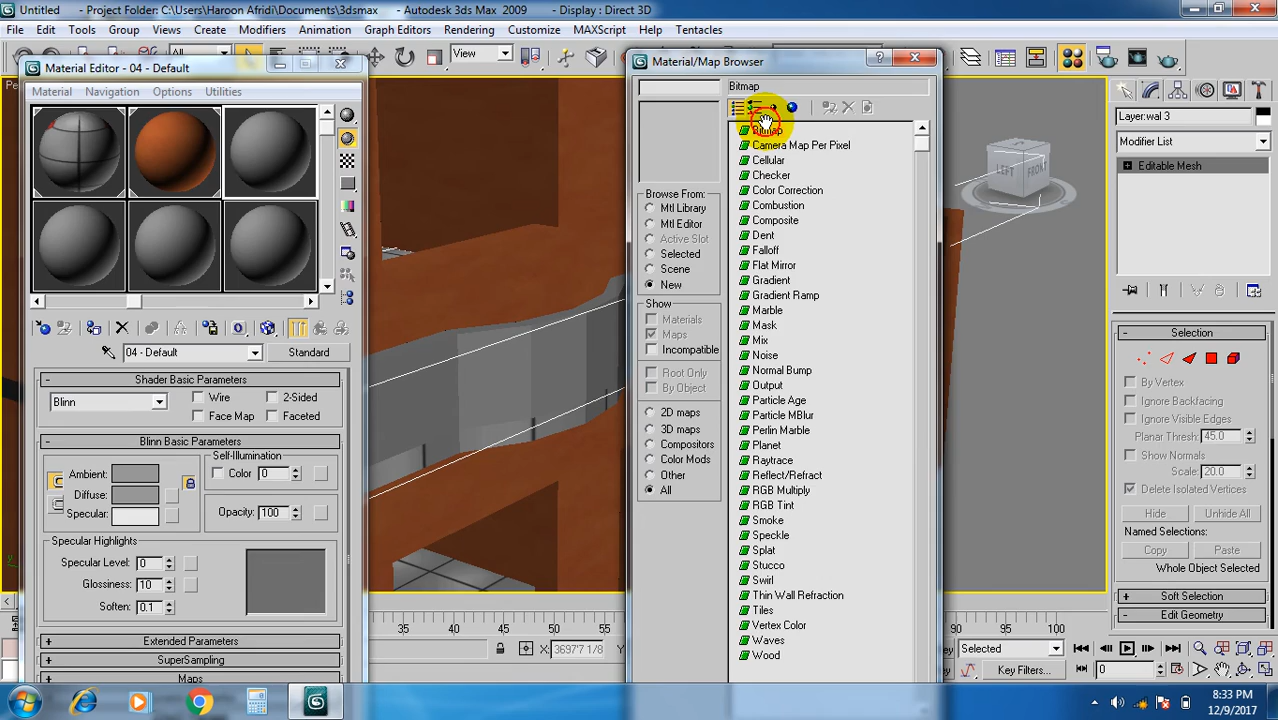 Untitled - Project Folder: C:\Users\Haroon Afridi\Documents\3dsmax - Autodesk 3ds Max 2009 - Display : Direct 3D
File Edit Tools Group Views Create Modifiers Animation Graph Editors Rendering Customize MAXScript Help Tentacles
All
View
Material Editor - 04 - Default
Material Navigation Options Utilities
04 - Default
Standard
Shader Basic Parameters
Blinn
Wire
2-Sided
Face Map
Faceted
Blinn Basic Parameters
Self-Illumination
Ambient:
Color 0
Diffuse:
Specular:
Opacity: 100
Specular Highlights
Specular Level: 0
Glossiness: 10
Soften: 0.1
Extended Parameters
SuperSampling
Maps
Material/Map Browser
Bitmap
Browse From:
Mtl Library
Mtl Editor
Active Slot
Selected
Scene
New
Show
Materials
Maps
Incompatible
Root Only
By Object
2D maps
3D maps
Compositors
Color Mods
Other
All
Bitmap
Camera Map Per Pixel
Cellular
Checker
Color Correction
Combustion
Composite
Dent
Falloff
Flat Mirror
Gradient
Gradient Ramp
Marble
Mask
Mix
Noise
Normal Bump
Output
Particle Age
Particle MBlur
Perlin Marble
Planet
Raytrace
Reflect/Refract
RGB Multiply
RGB Tint
Smoke
Speckle
Splat
Stucco
Swirl
Thin Wall Refraction
Tiles
Vertex Color
Waves
Wood
LEFT FRONT
Layer:wal 3
Modifier List
Editable Mesh
Selection
By Vertex
Ignore Backfacing
Ignore Visible Edges
Planar Thresh: 45.0
Show Normals
Scale: 20.0
Delete Isolated Vertices
Hide
Unhide All
Named Selections:
Copy
Paste
Whole Object Selected
Soft Selection
Edit Geometry
35 40 45 50 55
90 95 100
X: 3697'7 1/8
Selected
Key Filters...
0
8:33 PM
12/9/2017